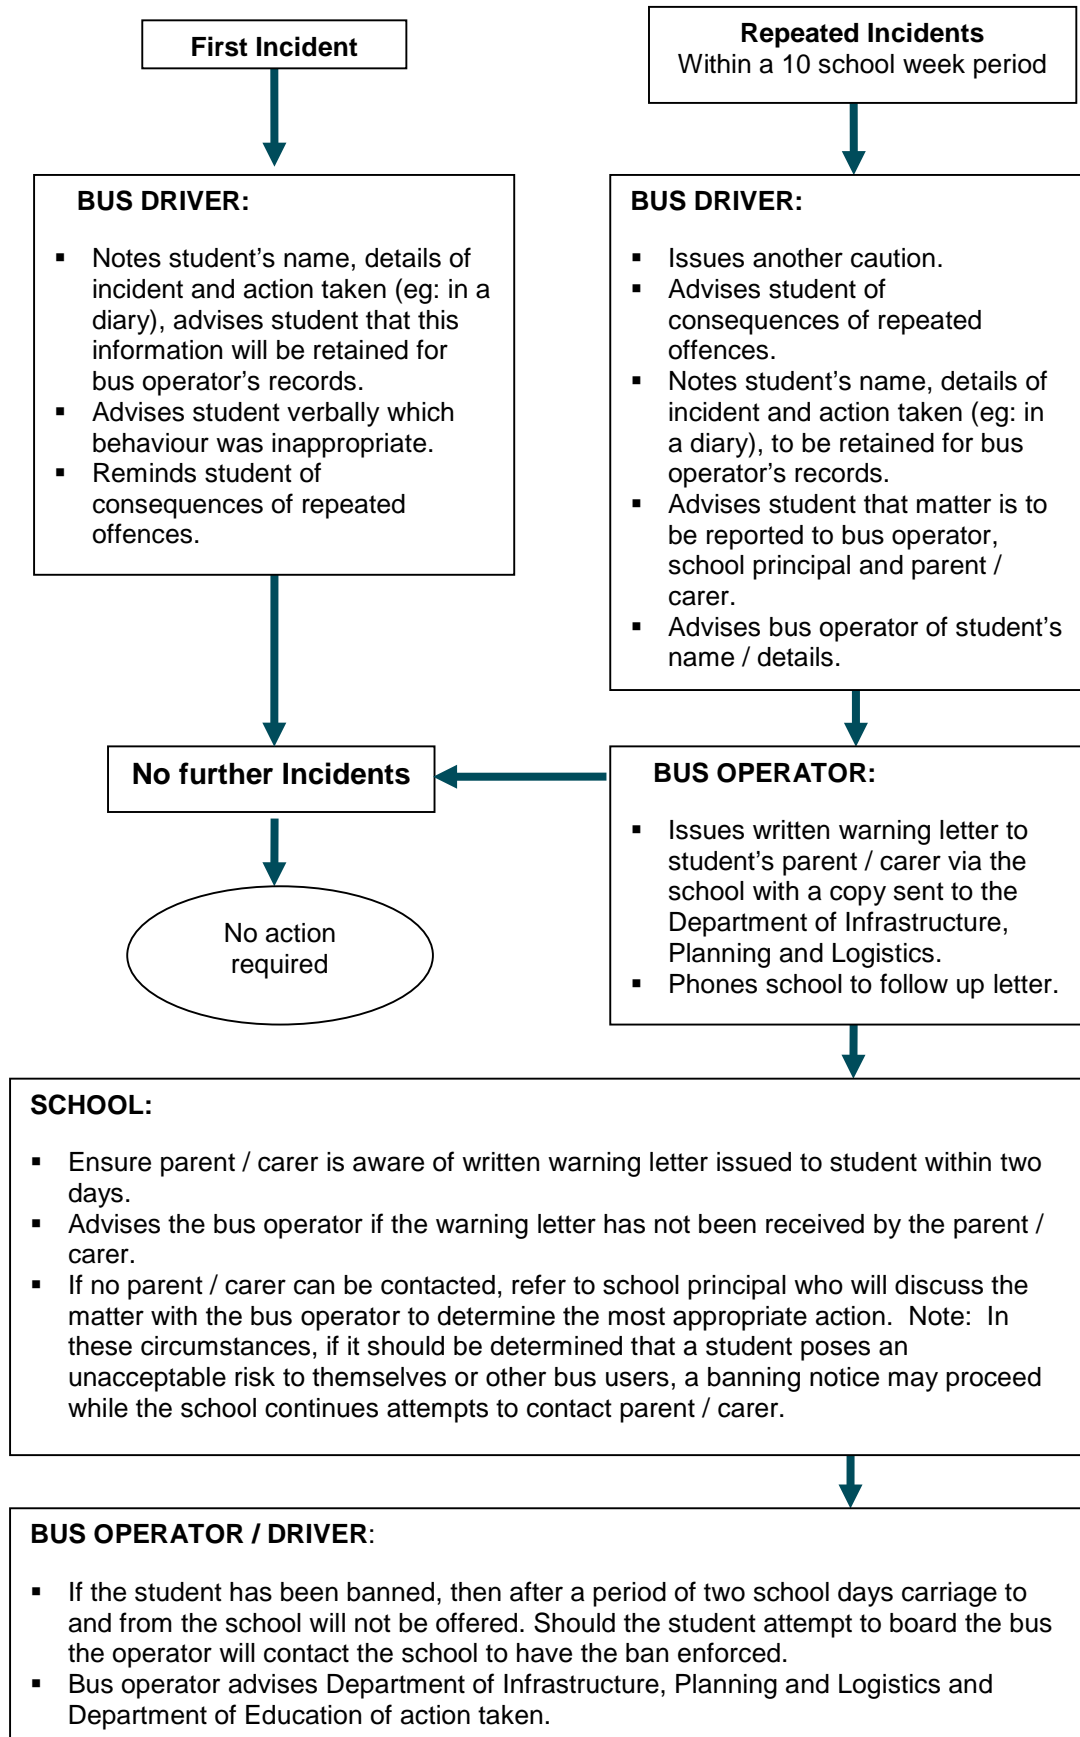 First Incident
Repeated Incidents
Within a 10 school week period
BUS DRIVER:
▪ Notes student’s name, details of
incident and action taken (eg: in a
diary), advises student that this
information will be retained for
bus operator’s records.
▪ Advises student verbally which
behaviour was inappropriate.
▪ Reminds student of
consequences of repeated
offences.
BUS DRIVER:
▪ Issues another caution.
▪ Advises student of
consequences of repeated
offences.
▪ Notes student’s name, details of
incident and action taken (eg: in
a diary), to be retained for bus
operator’s records.
▪ Advises student that matter is to
be reported to bus operator,
school principal and parent /
carer.
▪ Advises bus operator of student’s
name / details.
No further Incidents
No action
required
BUS OPERATOR:
▪ Issues written warning letter to
student’s parent / carer via the
school with a copy sent to the
Department of Infrastructure,
Planning and Logistics.
▪ Phones school to follow up letter.
SCHOOL:
▪ Ensure parent / carer is aware of written warning letter issued to student within two
days.
▪ Advises the bus operator if the warning letter has not been received by the parent /
carer.
▪ If no parent / carer can be contacted, refer to school principal who will discuss the
matter with the bus operator to determine the most appropriate action.  Note:  In
these circumstances, if it should be determined that a student poses an
unacceptable risk to themselves or other bus users, a banning notice may proceed
while the school continues attempts to contact parent / carer.
BUS OPERATOR / DRIVER:
▪ If the student has been banned, then after a period of two school days carriage to
and from the school will not be offered. Should the student attempt to board the bus
the operator will contact the school to have the ban enforced.
▪ Bus operator advises Department of Infrastructure, Planning and Logistics and
Department of Education of action taken.